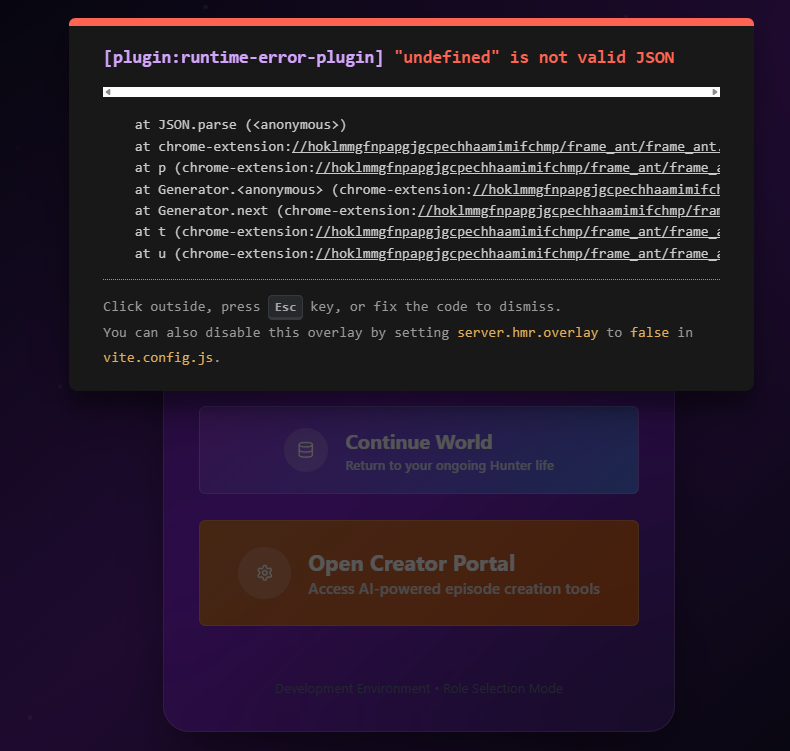 [plugin:runtime-error-plugin] "undefined" is not valid JSON
at JSON.parse (<anonymous>)
at chrome-extension://hoklmmgfnpapgjgcpechhaamimifchmp/frame_ant/frame_ant.
at p (chrome-extension://hoklmmgfnpapgjgcpechhaamimifchmp/frame_ant/frame_a
at Generator.<anonymous> (chrome-extension://hoklmmgfnpapgjgcpechhaamimifch
at Generator.next (chrome-extension://hoklmmgfnpapgjgcpechhaamimifchmp/fram
at t (chrome-extension://hoklmmgfnpapgjgcpechhaamimifchmp/frame_ant/frame_a
at u (chrome-extension://hoklmmgfnpapgjgcpechhaamimifchmp/frame_ant/frame_a
Click outside, press Esc key, or fix the code to dismiss.
You can also disable this overlay by setting server.hmr.overlay to false in
vite.config.js.
Continue World
Return to your ongoing Hunter life
Open Creator Portal
Access AI-powered episode creation tools
Development Environment • Role Selection Mode